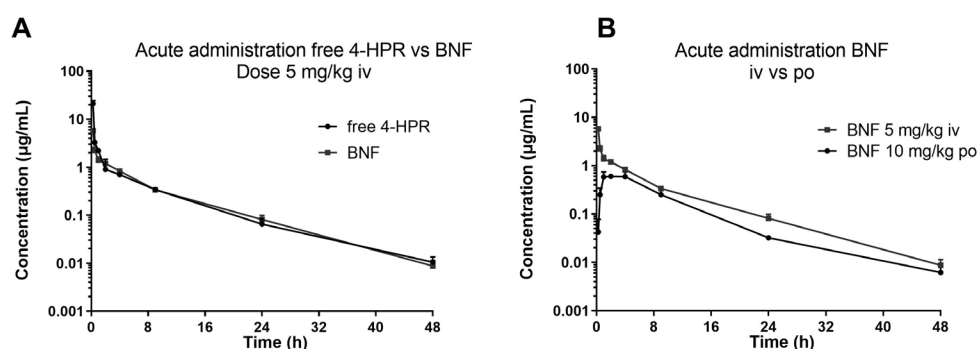 A
Acute administration free 4-HPR vs BNF
Dose 5 mg/kg iv
Concentration (µg/mL)
100
10
1
0.1
0.01
0.001
free 4-HPR
BNF
0 8 16 24 32 40 48
Time (h)
B
Acute administration BNF
iv vs po
Concentration (µg/mL)
100
10
1
0.1
0.01
0.001
BNF 5 mg/kg iv
BNF 10 mg/kg po
0 8 16 24 32 40 48
Time (h)